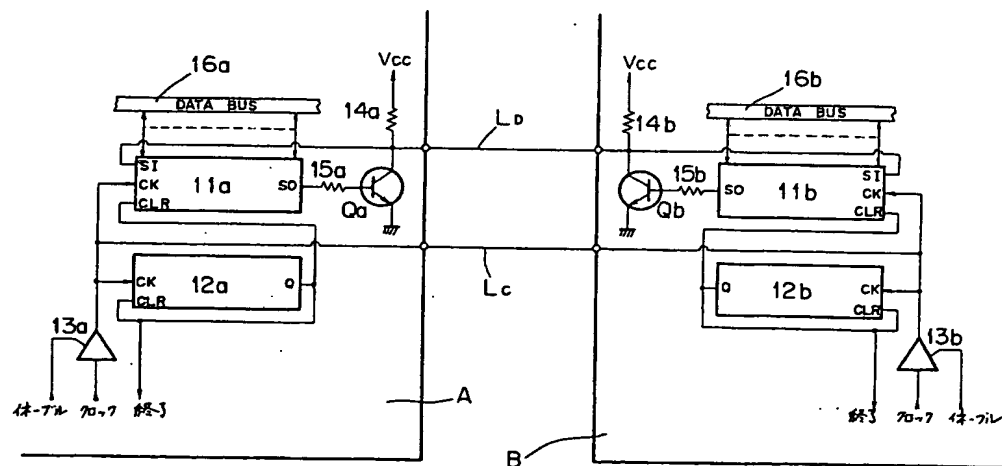 16a
DATA BUS
Vcc
14a
SI
CK
CLR
11a
SO
15a
Qa
CK
CLR
12a
Q
13a
イネーブル
クロック
終了
A
LD
LC
Vcc
14b
16b
DATA BUS
15b
Qb
SO
11b
SI
CK
CLR
Q
12b
CK
CLR
13b
終了
クロック
イネーブル
B